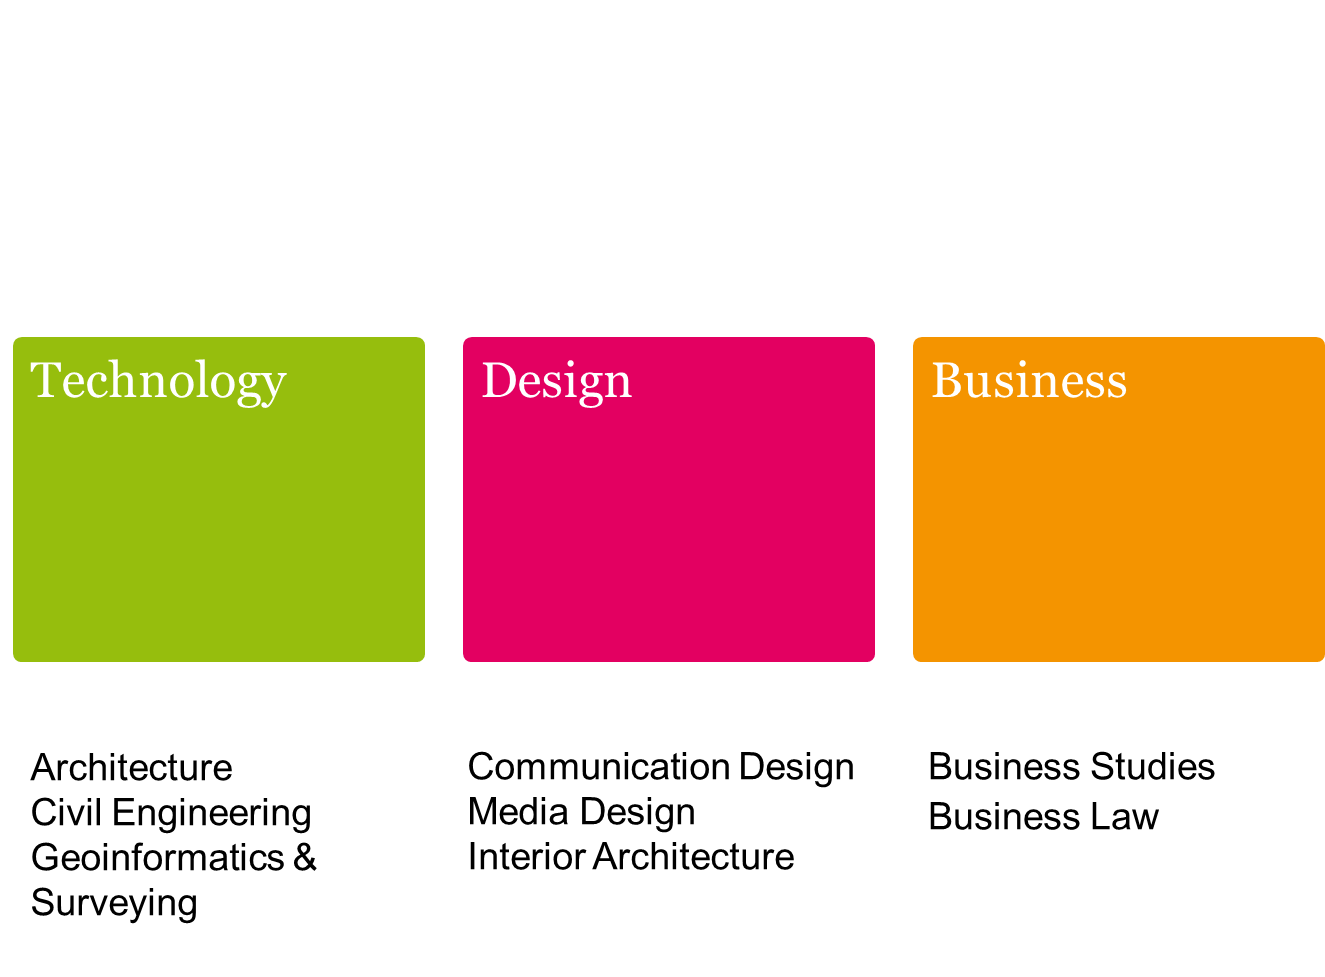 Technology
Design
Business
Architecture
Civil Engineering
Geoinformatics &
Surveying
Communication Design
Media Design
Interior Architecture
Business Studies
Business Law